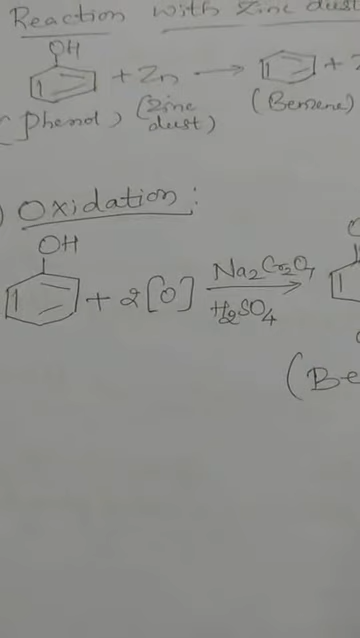 Reaction with Zinc dust
OH
+ Zn → + Z
(Phenol) (Zinc dust) (Benzene)
) Oxidation :
OH
+ 2[O] Na2Cr2O7
H2SO4
(Be